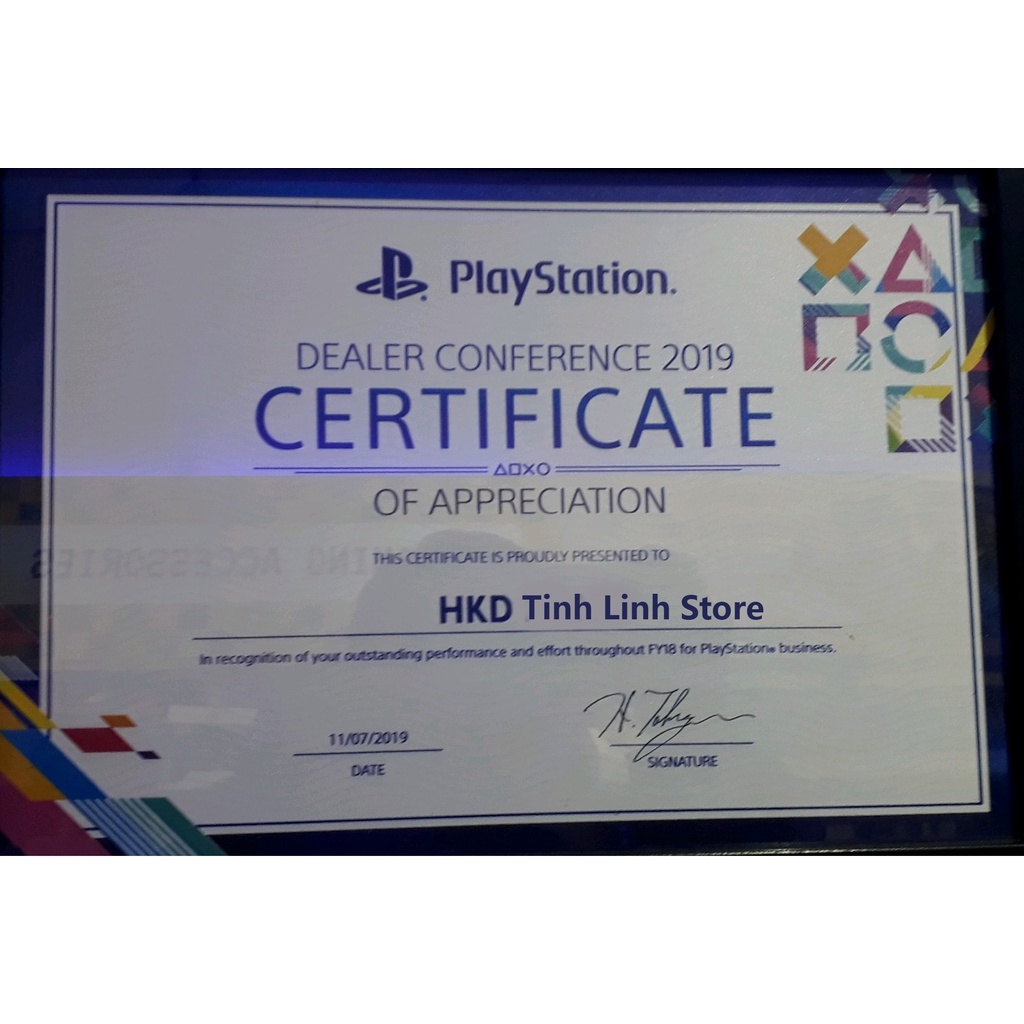 PlayStation®
DEALER CONFERENCE 2019
CERTIFICATE
OF APPRECIATION
THIS CERTIFICATE IS PROUDLY PRESENTED TO
HKD Tinh Linh Store
In recognition of your outstanding performance and effort throughout FY18 for PlayStation® business.
11/07/2019
DATE
SIGNATURE